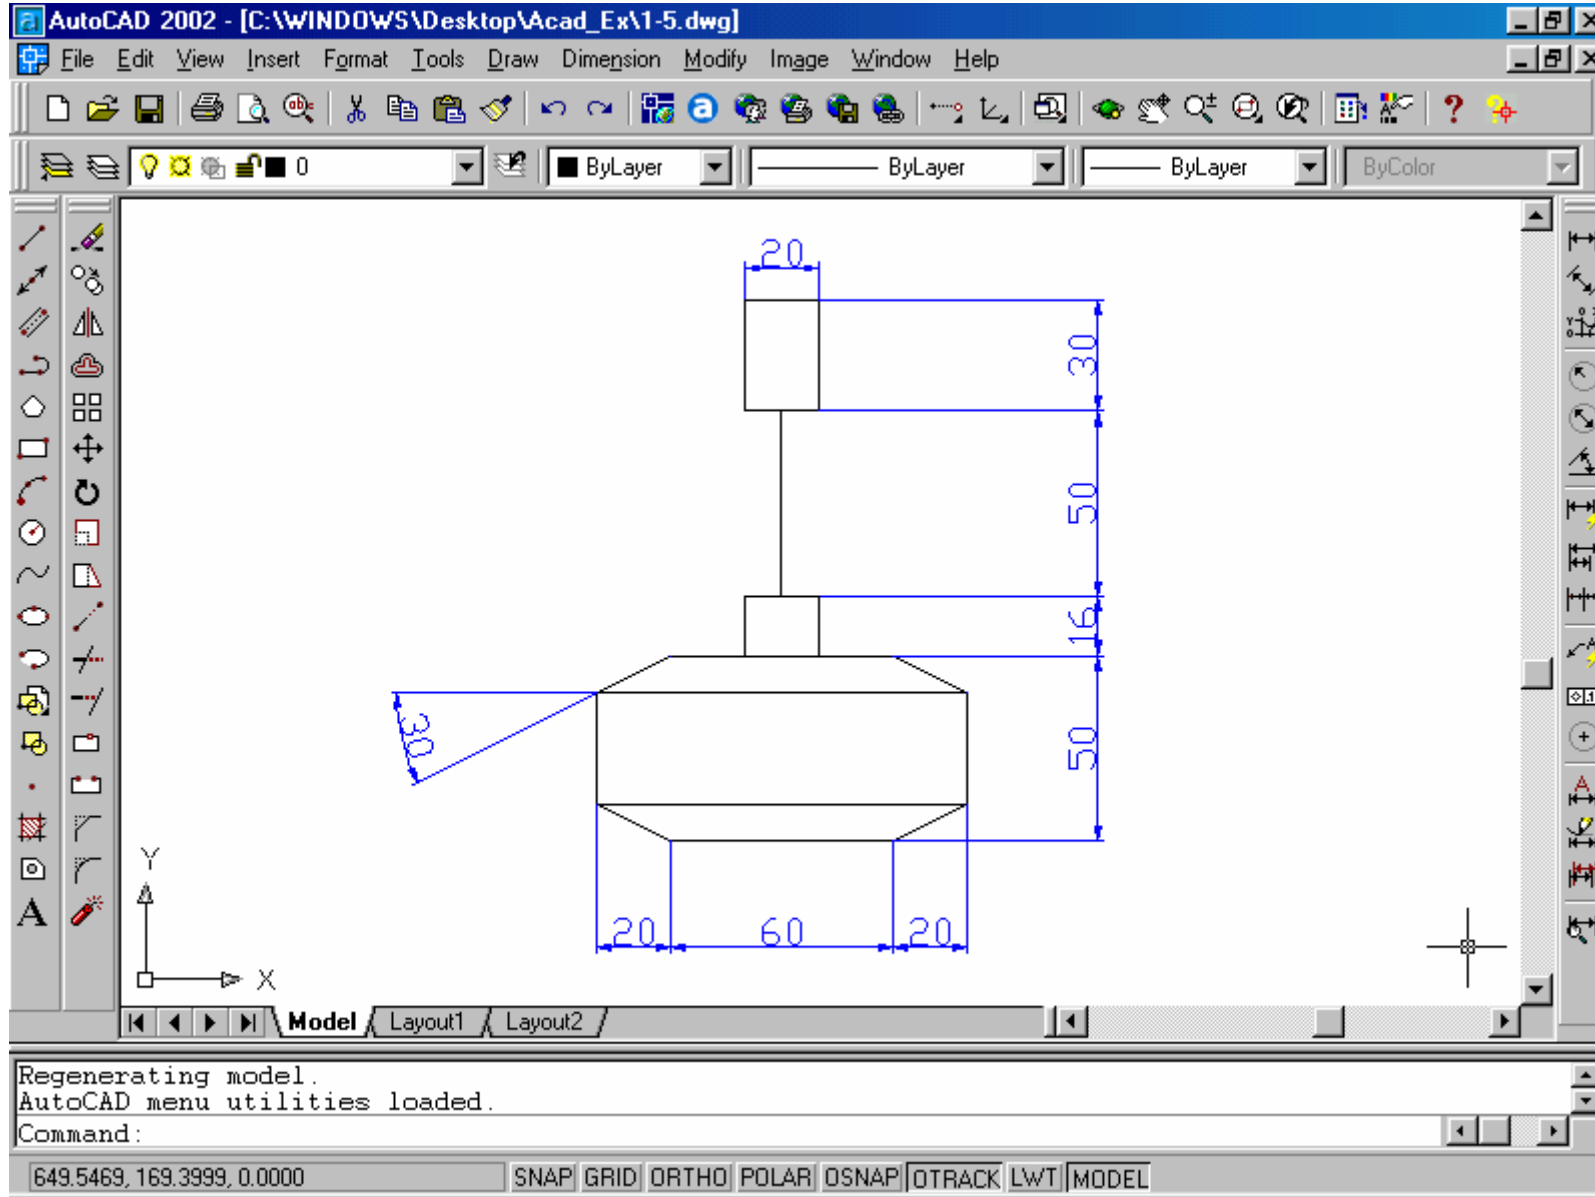 AutoCAD 2002 - [C:\WINDOWS\Desktop\Acad_Ex\1-5.dwg]
File Edit View Insert Format Tools Draw Dimension Modify Image Window Help
0 ByLayer ByLayer ByLayer ByColor
20
30
50
16
30
50
20 60 20
Y
X
A
Model Layout1 Layout2
Regenerating model.
AutoCAD menu utilities loaded.
Command:
649.5469, 169.3999, 0.0000 SNAP GRID ORTHO POLAR OSNAP OTRACK LWT MODEL